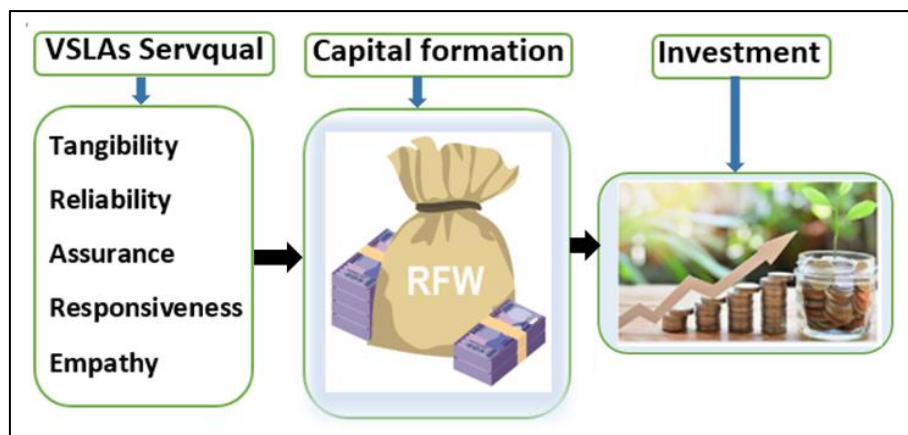 VSLAs Servqual
Capital formation
Investment
Tangibility
Reliability
Assurance
Responsiveness
Empathy
RFW